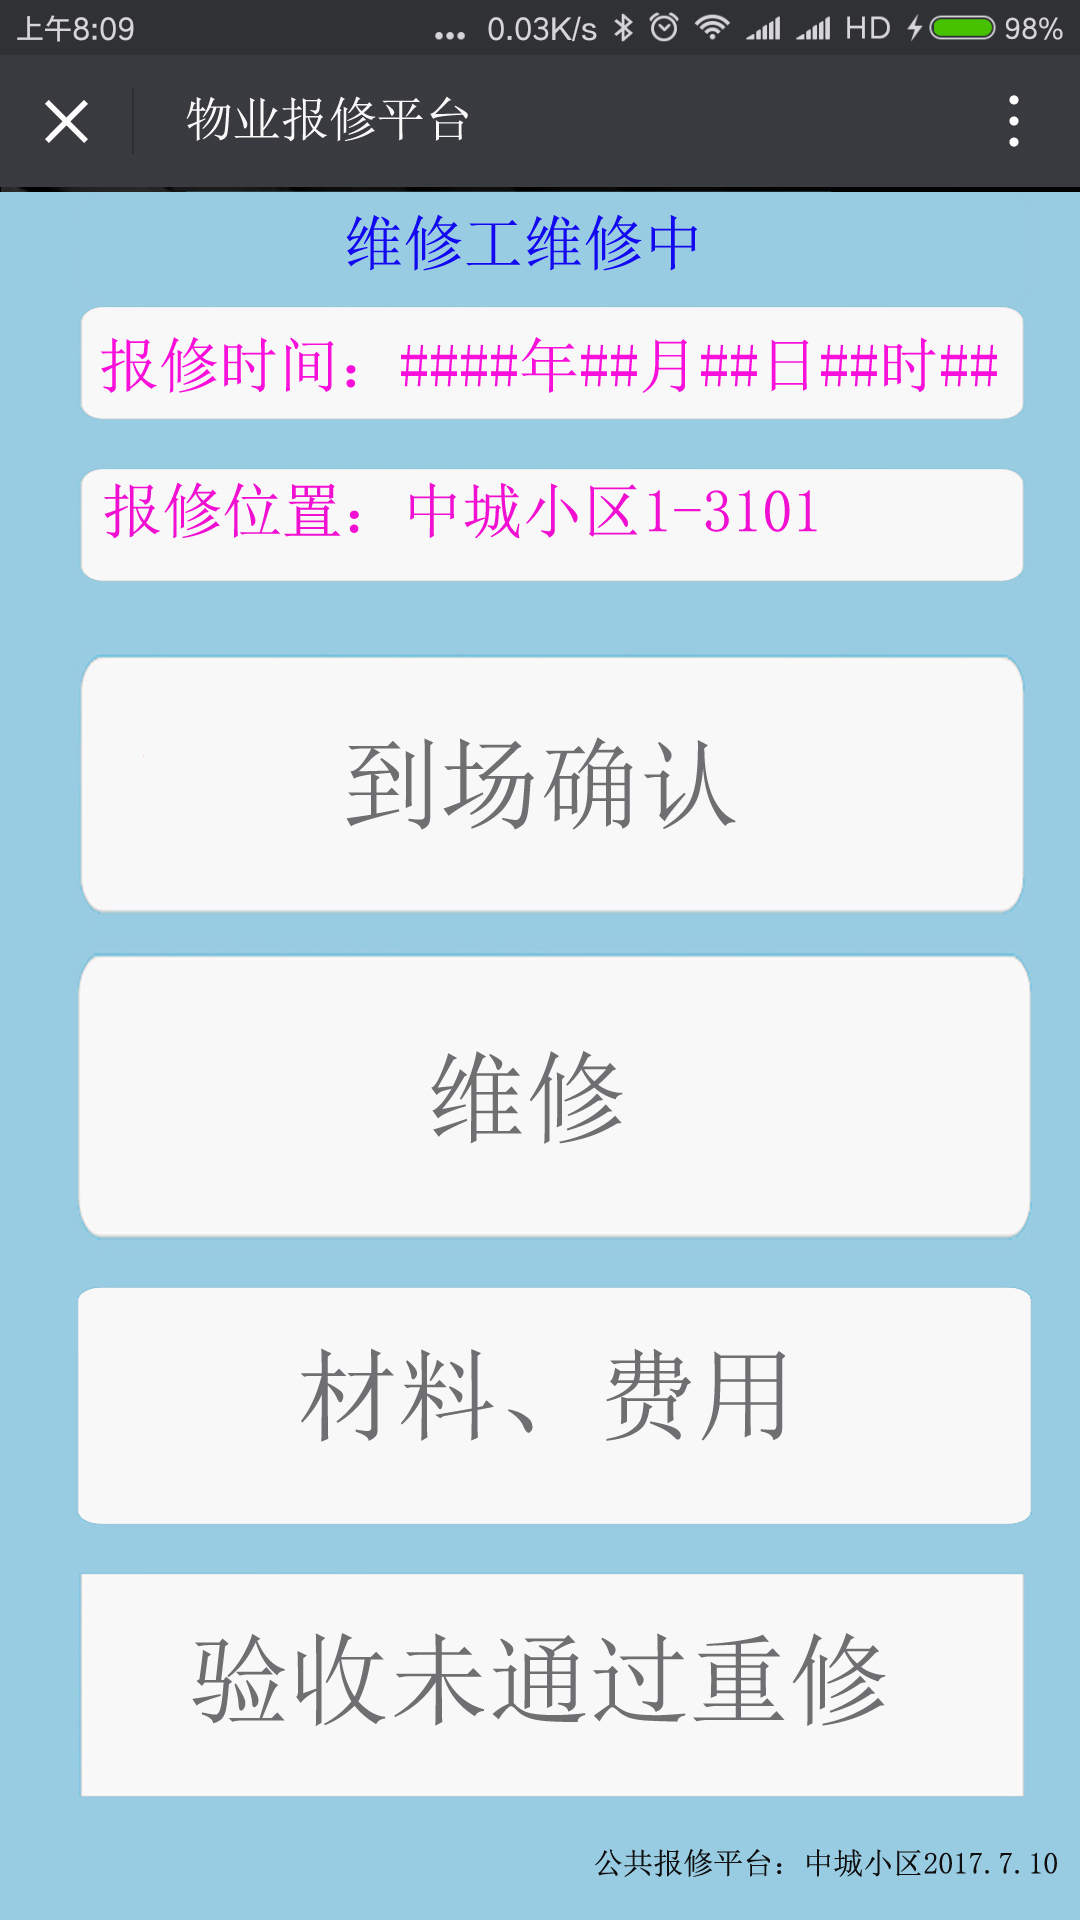 上午8:09 ... 0.03K/s HD 98%
物业报修平台
维修工维修中
报修时间：####年##月##日##时##
报修位置：中城小区1-3101
到场确认
维修
材料、费用
验收未通过重修
公共报修平台：中城小区2017.7.10